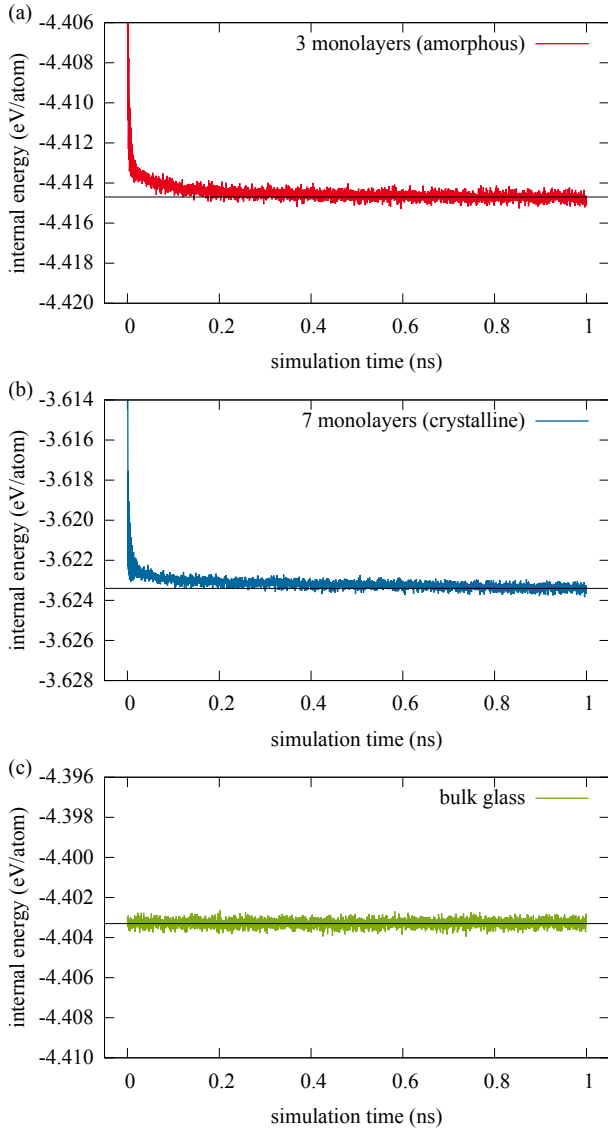 (a)
3 monolayers (amorphous)
internal energy (eV/atom)
-4.406
-4.408
-4.410
-4.412
-4.414
-4.416
-4.418
-4.420
0 0.2 0.4 0.6 0.8 1
simulation time (ns)
(b)
7 monolayers (crystalline)
internal energy (eV/atom)
-3.614
-3.616
-3.618
-3.620
-3.622
-3.624
-3.626
-3.628
0 0.2 0.4 0.6 0.8 1
simulation time (ns)
(c)
bulk glass
internal energy (eV/atom)
-4.396
-4.398
-4.400
-4.402
-4.404
-4.406
-4.408
-4.410
0 0.2 0.4 0.6 0.8 1
simulation time (ns)